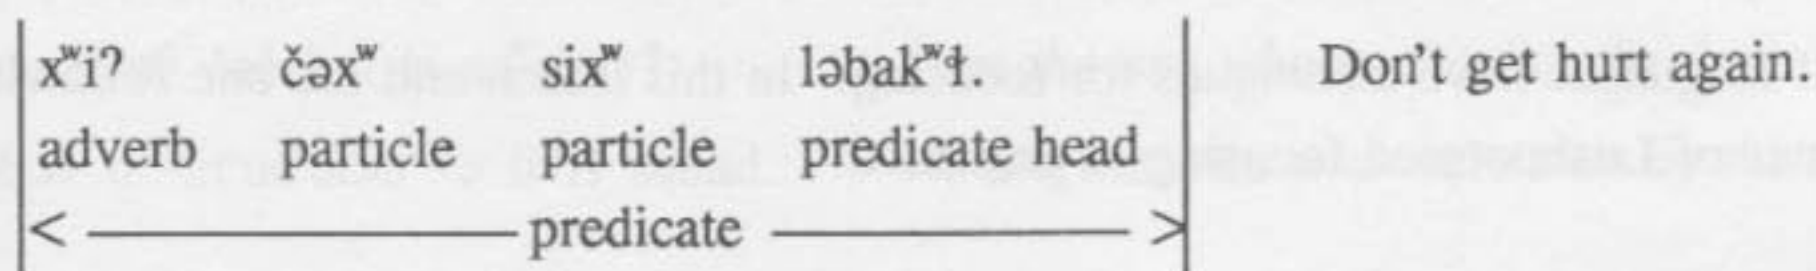 xʷiʔ čəxʷ sixʷ ləbakʷɬ. Don't get hurt again.
adverb particle particle predicate head
< predicate >